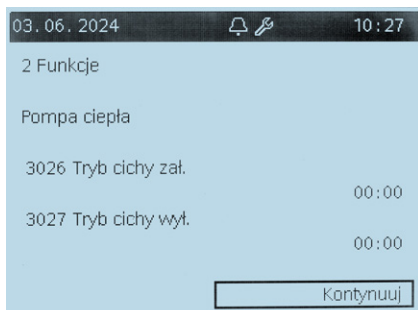 03.06.2024 10:27
2 Funkcje
Pompa ciepła
3026 Tryb cichy zał.
00:00
3027 Tryb cichy wył.
00:00
Kontynuuj